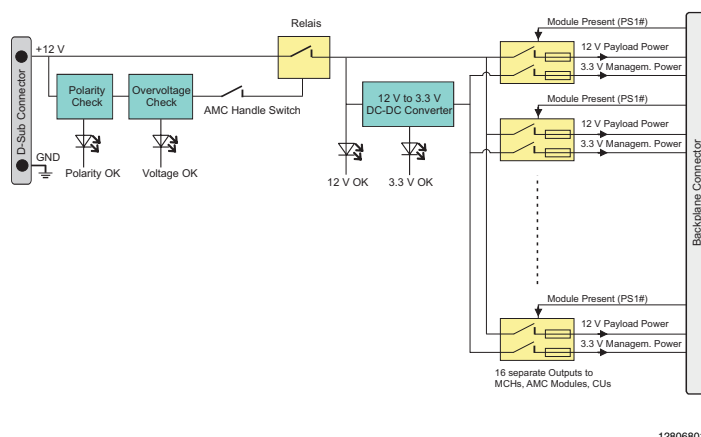 Relais
Module Present (PS1#)
+12 V
12 V Payload Power
3.3 V Managem. Power
D-Sub Connector
Polarity
Check
Overvoltage
Check
AMC Handle Switch
12 V to 3.3 V
DC-DC Converter
Module Present (PS1#)
12 V Payload Power
3.3 V Managem. Power
GND
Polarity OK
Voltage OK
12 V OK
3.3 V OK
Backplane Connector
Module Present (PS1#)
12 V Payload Power
3.3 V Managem. Power
16 separate Outputs to
MCHs, AMC Modules, CUs